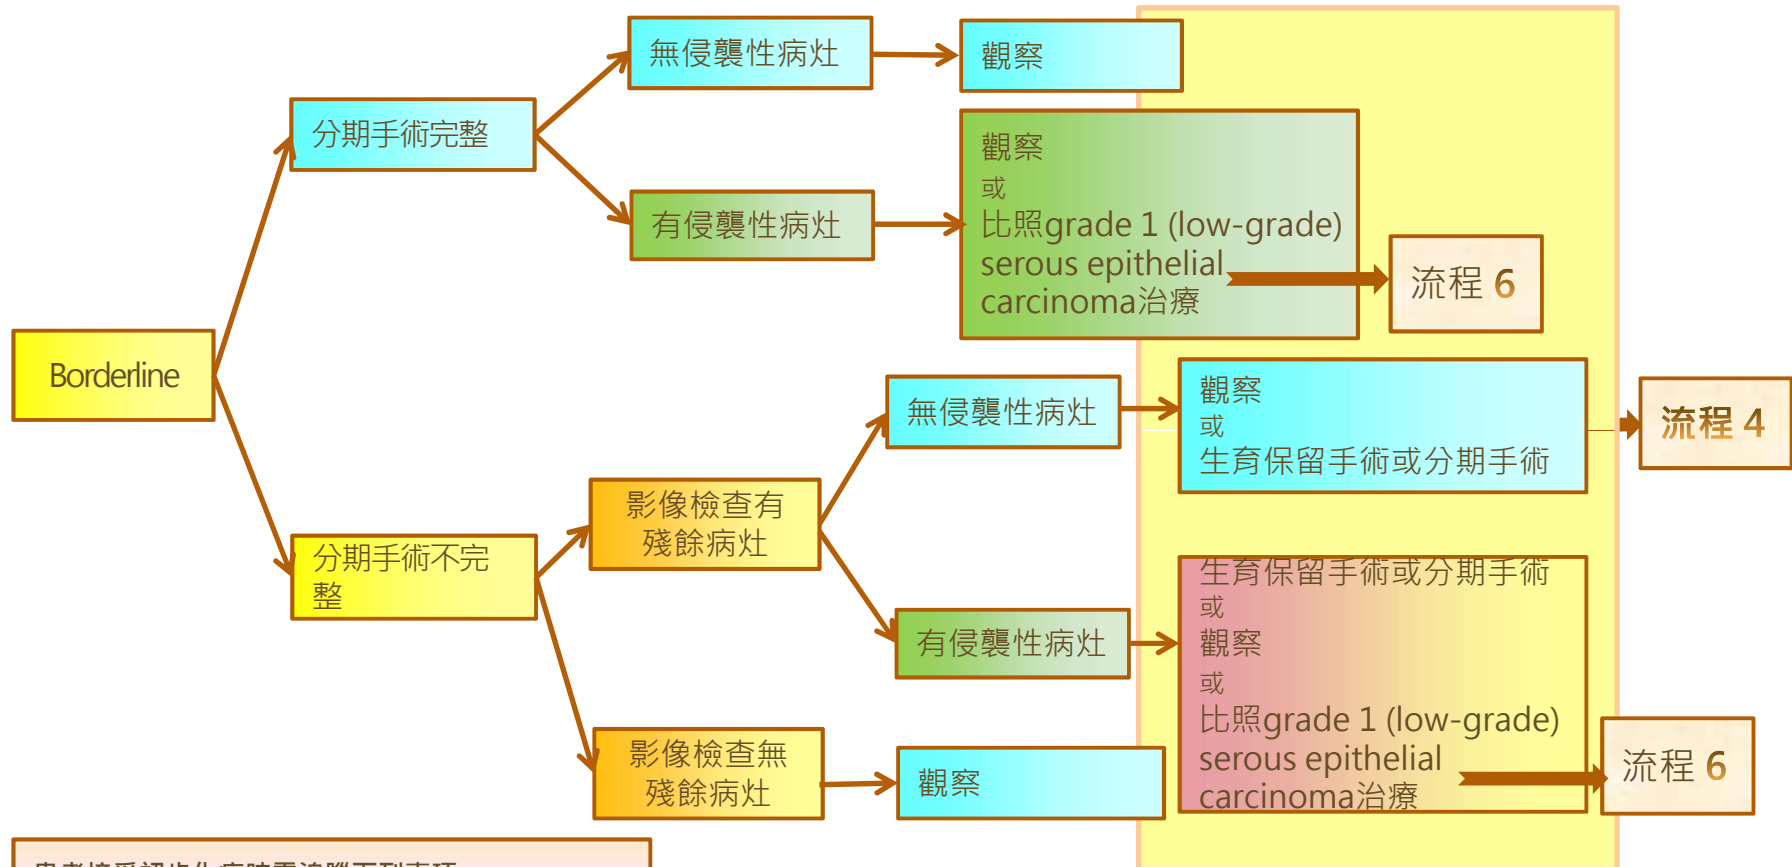 無侵襲性病灶
觀察
分期手術完整
觀察
或
比照grade 1 (low-grade)
serous epithelial
carcinoma治療
有侵襲性病灶
流程 6
Borderline
無侵襲性病灶
觀察
或
生育保留手術或分期手術
流程 4
影像檢查有
殘餘病灶
分期手術不完
整
生育保留手術或分期手術
或
觀察
或
比照grade 1 (low-grade)
serous epithelial
carcinoma治療
有侵襲性病灶
流程 6
影像檢查無
殘餘病灶
觀察